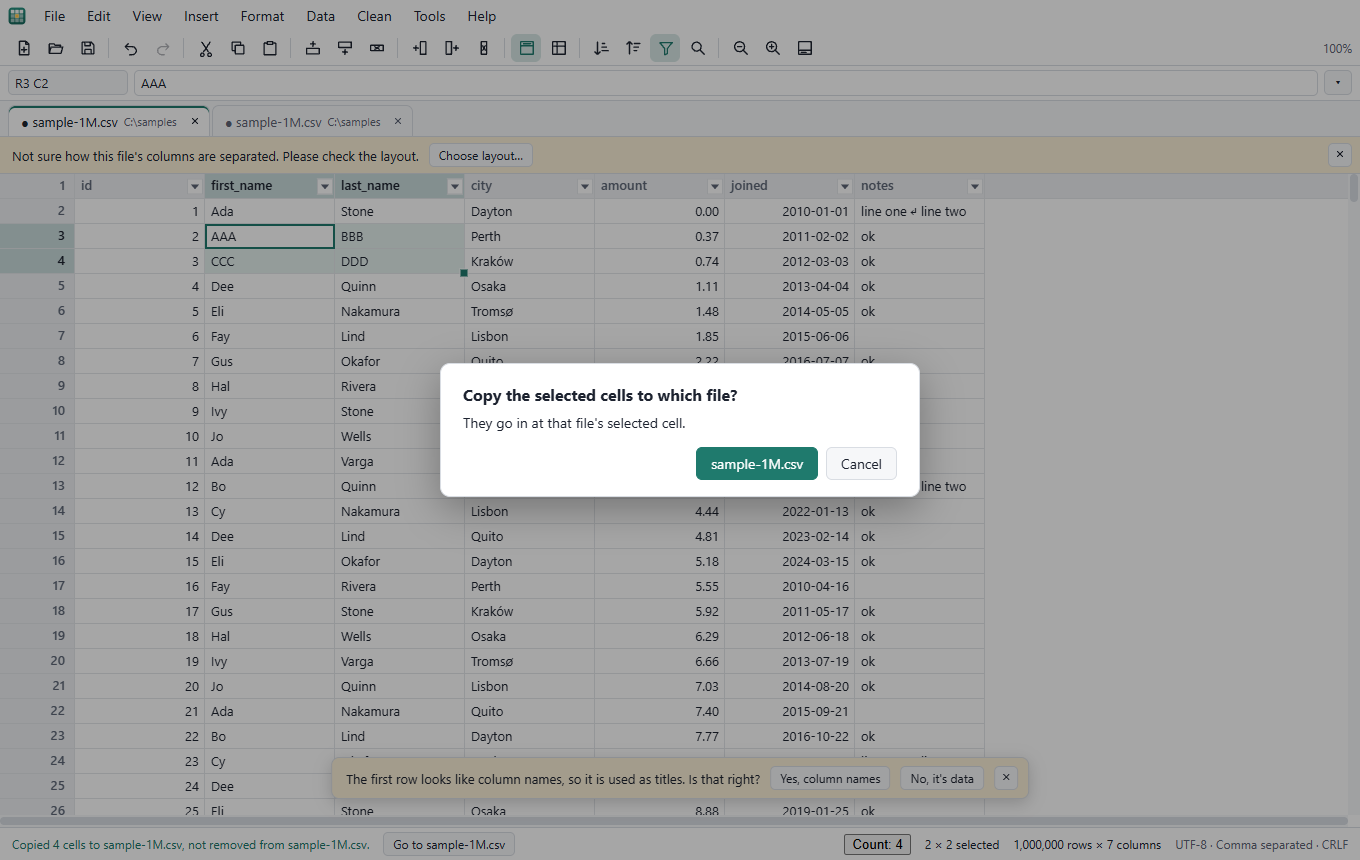 File Edit View Insert Format Data Clean Tools Help
100%
R3 C2 AAA
● sample-1M.csv C:\samples × ● sample-1M.csv C:\samples ×
Not sure how this file's columns are separated. Please check the layout. Choose layout... ×
1 id first_name last_name city amount joined notes
2 1 Ada Stone Dayton 0.00 2010-01-01 line one ↵ line two
3 2 AAA BBB Perth 0.37 2011-02-02 ok
4 3 CCC DDD Kraków 0.74 2012-03-03 ok
5 4 Dee Quinn Osaka 1.11 2013-04-04 ok
6 5 Eli Nakamura Tromsø 1.48 2014-05-05 ok
7 6 Fay Lind Lisbon 1.85 2015-06-06
8 7 Gus Okafor Quito 2.22 2016-07-07 ok
9 8 Hal Rivera
10 9 Ivy Stone
11 10 Jo Wells
12 11 Ada Varga
13 12 Bo Quinn line two
Copy the selected cells to which file?
They go in at that file's selected cell.
sample-1M.csv Cancel
14 13 Cy Nakamura Lisbon 4.44 2022-01-13 ok
15 14 Dee Lind Quito 4.81 2023-02-14 ok
16 15 Eli Okafor Dayton 5.18 2024-03-15 ok
17 16 Fay Rivera Perth 5.55 2010-04-16
18 17 Gus Stone Kraków 5.92 2011-05-17 ok
19 18 Hal Wells Osaka 6.29 2012-06-18 ok
20 19 Ivy Varga Tromsø 6.66 2013-07-19 ok
21 20 Jo Quinn Lisbon 7.03 2014-08-20 ok
22 21 Ada Nakamura Quito 7.40 2015-09-21
23 22 Bo Lind Dayton 7.77 2016-10-22 ok
24 23 Cy
25 24 Dee
The first row looks like column names, so it is used as titles. Is that right? Yes, column names No, it's data ×
26 25 Eli Stone Osaka 8.88 2019-01-25 ok
Copied 4 cells to sample-1M.csv, not removed from sample-1M.csv. Go to sample-1M.csv Count: 4 2 × 2 selected 1,000,000 rows × 7 columns UTF-8 · Comma separated · CRLF